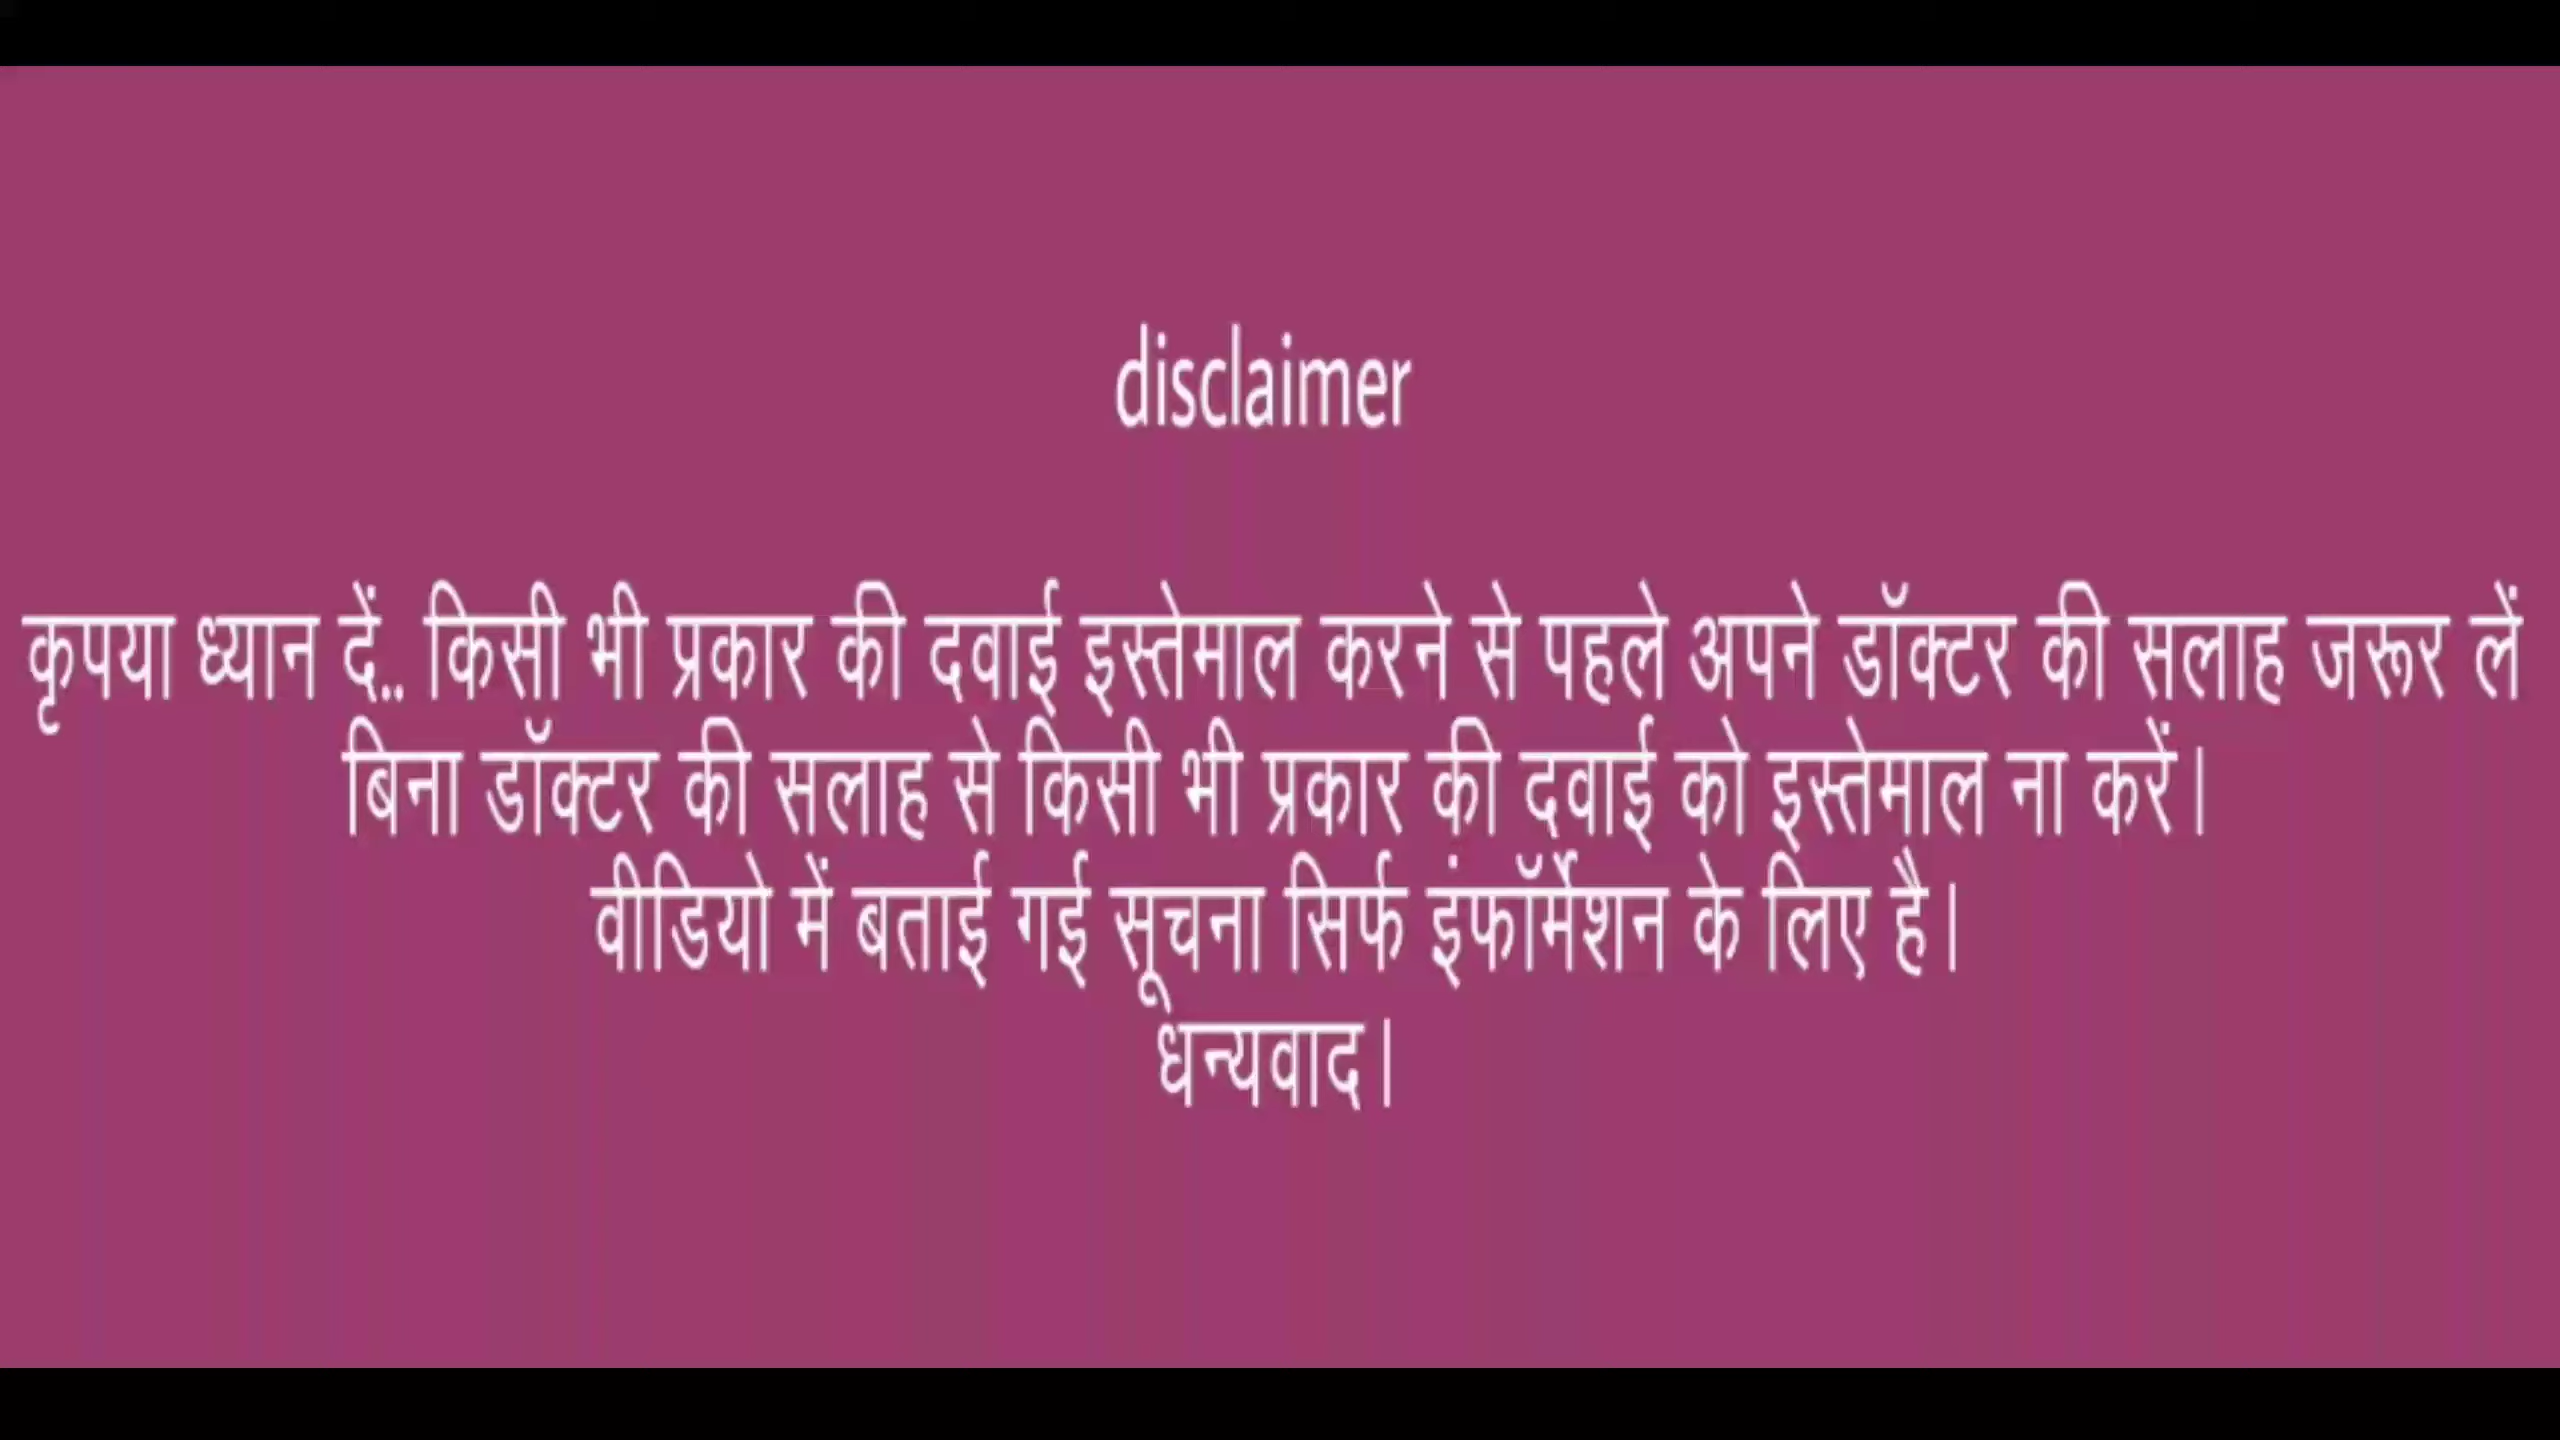 disclaimer
कृपया ध्यान दें.. किसी भी प्रकार की दवाई इस्तेमाल करने से पहले अपने डॉक्टर की सलाह जरूर लें
बिना डॉक्टर की सलाह से किसी भी प्रकार की दवाई को इस्तेमाल ना करें।
वीडियो में बताई गई सूचना सिर्फ इंफॉर्मेशन के लिए है।
धन्यवाद।